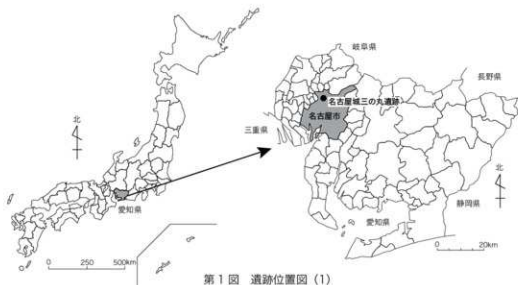 北
愛知県
0
500km
岐阜県
長野県
名古屋城三の丸遺跡
名古屋市
三重県
北
愛知県
静岡県
0
20km
第1図 遺跡位置図(1)